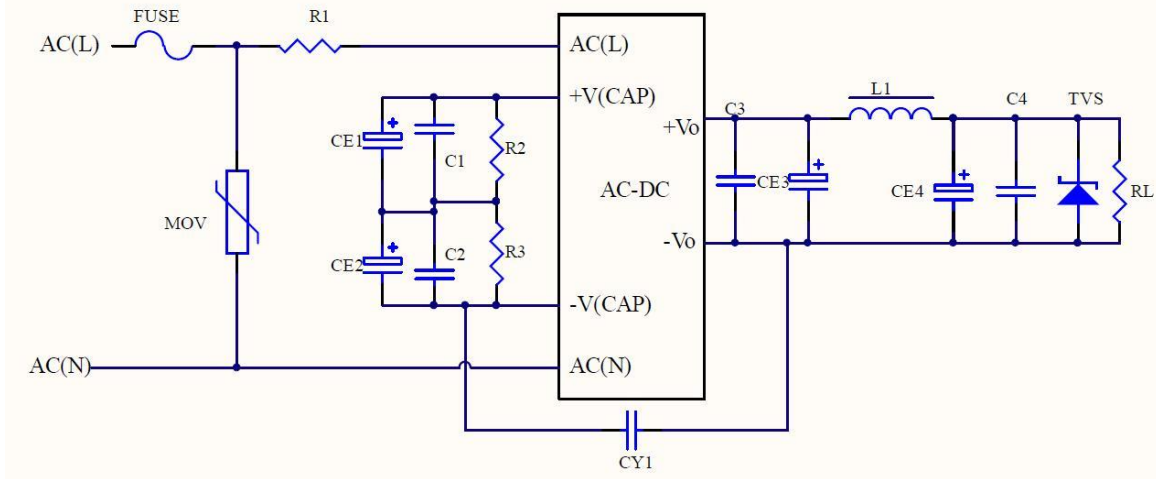 FUSE
R1
AC(L)
AC(L)
+V(CAP)
CE1
C1
R2
C3
L1
C4
TVS
+Vo
AC-DC
CE3
CE4
RL
MOV
CE2
C2
R3
-Vo
-V(CAP)
AC(N)
AC(N)
CY1